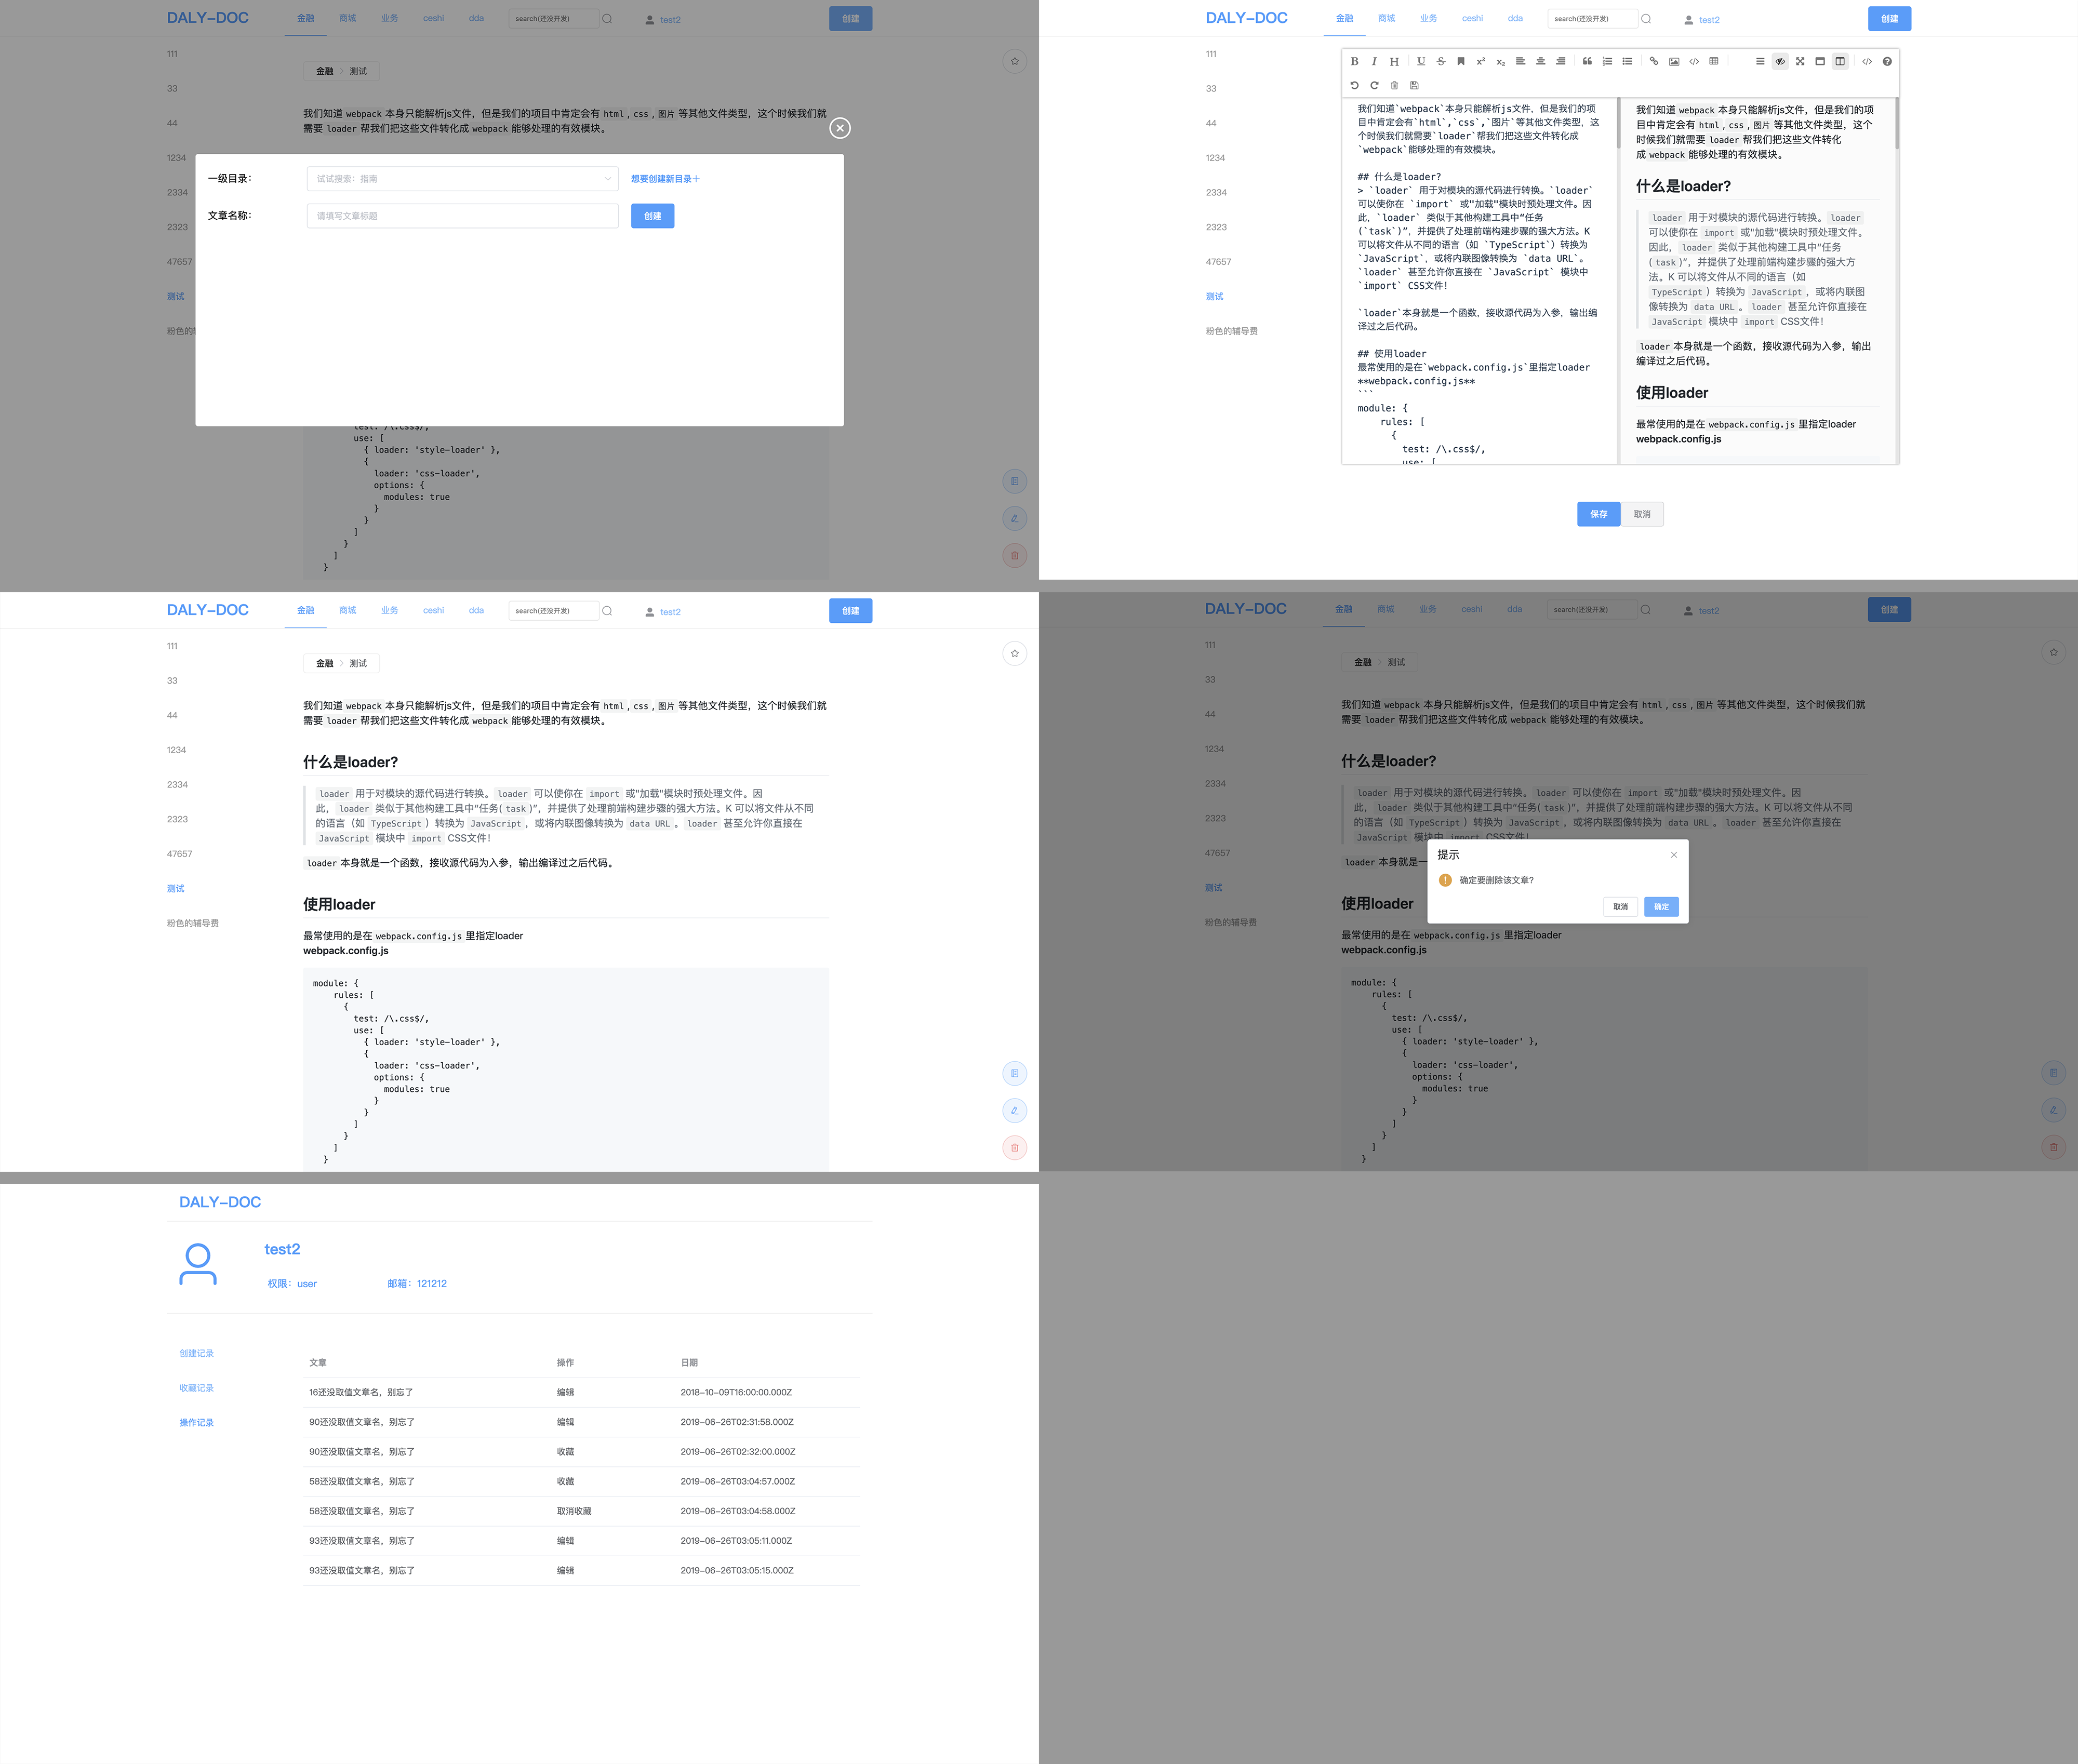 DALY-DOC
金融 商城 业务 ceshi dda
search(还没开发)
test2
创建
111
33
44
1234
2334
2323
47657
测试
粉色的
金融 > 测试
我们知道 webpack 本身只能解析js文件，但是我们的项目中肯定会有 html , css , 图片 等其他文件类型，这个时候我们就
需要 loader 帮我们把这些文件转化成 webpack 能够处理的有效模块。
一级目录：
试试搜索：指南
想要创建新目录+
文章名称：
请填写文章标题
创建
test: /\.css$/,
use: [
{ loader: 'style-loader' },
{
loader: 'css-loader',
options: {
modules: true
}
}
]
}
]
}
DALY-DOC
金融 商城 业务 ceshi dda
search(还没开发)
test2
创建
111
33
44
1234
2334
2323
47657
测试
粉色的辅导费
我们知道`webpack`本身只能解析js文件，但是我们的项
目中肯定会有`html`,`css`,`图片`等其他文件类型，这
个时候我们就需要`loader`帮我们把这些文件转化成
`webpack`能够处理的有效模块。
## 什么是loader?
> `loader` 用于对模块的源代码进行转换。`loader`
可以使你在 `import` 或"加载"模块时预处理文件。因
此，`loader` 类似于其他构建工具中“任务
(`task`)”，并提供了处理前端构建步骤的强大方法。K
可以将文件从不同的语言（如 `TypeScript`）转换为
`JavaScript`，或将内联图像转换为 `data URL`。
`loader` 甚至允许你直接在 `JavaScript` 模块中
`import` CSS文件!
`loader`本身就是一个函数，接收源代码为入参，输出编
译过之后代码。
## 使用loader
最常使用的是在`webpack.config.js`里指定loader
**webpack.config.js**
```
module: {
rules: [
{
test: /\.css$/,
use: [
我们知道 webpack 本身只能解析js文件，但是我们的项
目中肯定会有 html , css , 图片 等其他文件类型，这个
时候我们就需要 loader 帮我们把这些文件转化
成 webpack 能够处理的有效模块。
什么是loader?
loader 用于对模块的源代码进行转换。 loader
可以使你在 import 或"加载"模块时预处理文件。
因此， loader 类似于其他构建工具中“任务
( task )”，并提供了处理前端构建步骤的强大方
法。K 可以将文件从不同的语言（如
TypeScript ）转换为 JavaScript ，或将内联图
像转换为 data URL 。 loader 甚至允许你直接在
JavaScript 模块中 import CSS文件!
loader 本身就是一个函数，接收源代码为入参，输出
编译过之后代码。
使用loader
最常使用的是在 webpack.config.js 里指定loader
webpack.config.js
保存 取消
DALY-DOC
金融 商城 业务 ceshi dda
search(还没开发)
test2
创建
111
33
44
1234
2334
2323
47657
测试
粉色的辅导费
金融 > 测试
我们知道 webpack 本身只能解析js文件，但是我们的项目中肯定会有 html , css , 图片 等其他文件类型，这个时候我们就
需要 loader 帮我们把这些文件转化成 webpack 能够处理的有效模块。
什么是loader?
loader 用于对模块的源代码进行转换。 loader 可以使你在 import 或"加载"模块时预处理文件。因
此， loader 类似于其他构建工具中“任务( task )”，并提供了处理前端构建步骤的强大方法。K 可以将文件从不同
的语言（如 TypeScript ）转换为 JavaScript ，或将内联图像转换为 data URL 。 loader 甚至允许你直接在
JavaScript 模块中 import CSS文件!
loader 本身就是一个函数，接收源代码为入参，输出编译过之后代码。
使用loader
最常使用的是在 webpack.config.js 里指定loader
webpack.config.js
module: {
rules: [
{
test: /\.css$/,
use: [
{ loader: 'style-loader' },
{
loader: 'css-loader',
options: {
modules: true
}
}
]
}
]
}
DALY-DOC
金融 商城 业务 ceshi dda
search(还没开发)
test2
创建
111
33
44
1234
2334
2323
47657
测试
粉色的辅导费
金融 > 测试
我们知道 webpack 本身只能解析js文件，但是我们的项目中肯定会有 html , css , 图片 等其他文件类型，这个时候我们就
需要 loader 帮我们把这些文件转化成 webpack 能够处理的有效模块。
什么是loader?
loader 用于对模块的源代码进行转换。 loader 可以使你在 import 或"加载"模块时预处理文件。因
此， loader 类似于其他构建工具中“任务( task )”，并提供了处理前端构建步骤的强大方法。K 可以将文件从不同
的语言（如 TypeScript ）转换为 JavaScript ，或将内联图像转换为 data URL 。 loader 甚至允许你直接在
JavaScript 模块中 import CSS文件!
loader 本身就是一
提示
确定要删除该文章?
取消 确定
使用loader
最常使用的是在 webpack.config.js 里指定loader
webpack.config.js
module: {
rules: [
{
test: /\.css$/,
use: [
{ loader: 'style-loader' },
{
loader: 'css-loader',
options: {
modules: true
}
}
]
}
]
}
DALY-DOC
test2
权限：user 邮箱：121212
创建记录
收藏记录
操作记录
文章 操作 日期
16还没取值文章名，别忘了 编辑 2018-10-09T16:00:00.000Z
90还没取值文章名，别忘了 编辑 2019-06-26T02:31:58.000Z
90还没取值文章名，别忘了 收藏 2019-06-26T02:32:00.000Z
58还没取值文章名，别忘了 收藏 2019-06-26T03:04:57.000Z
58还没取值文章名，别忘了 取消收藏 2019-06-26T03:04:58.000Z
93还没取值文章名，别忘了 编辑 2019-06-26T03:05:11.000Z
93还没取值文章名，别忘了 编辑 2019-06-26T03:05:15.000Z